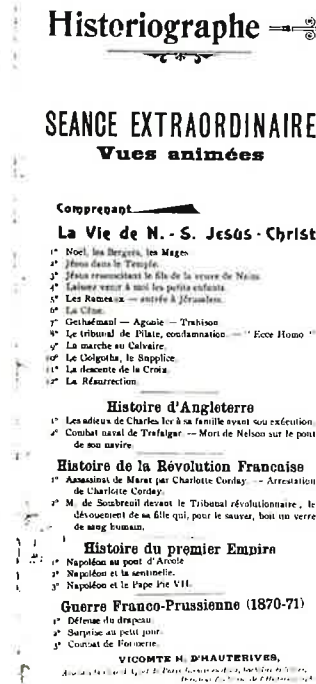 Historiographe
SEANCE EXTRAORDINAIRE
Vues animées
Comprenant
La Vie de N. - S. Jesùs - Christ
1° Noel, les Bergers, les Mages
2° Jésus dans le Temple.
3° Jésus ressuscitant le fils de la veuve de Naïm.
4° Laissez venir à moi les petits enfants.
5° Les Rameaux — entrée à Jérusalem.
6° La Cène.
7° Gethsémani — Agonie — Trahison
8° Le tribunal de Pilate, condamnation. — "Ecce Homo"
9° La marche au Calvaire.
10° Le Golgotha, le Supplice.
11° La descente de la Croix.
12° La Résurrection.
Histoire d'Angleterre
1° Les adieux de Charles Ier à sa famille avant son exécution
2° Combat naval de Trafalgar. — Mort de Nelson sur le pont
de son navire.
Histoire de la Révolution Francaise
1° Assassinat de Marat par Charlotte Corday. — Arrestation
de Charlotte Corday.
2° M. de Sombreuil devant le Tribunal révolutionnaire, le
dévouement de sa fille qui, pour le sauver, boit un verre
de sang humain.
Histoire du premier Empire
1° Napoléon au pont d'Arcole
2° Napoléon et la sentinelle.
3° Napoléon et le Pape Pie VII.
Guerre Franco-Prussienne (1870-71)
1° Défense du drapeau.
2° Surprise au petit jour.
3° Combat de
VICOMTE H. D'HAUTERIVES,